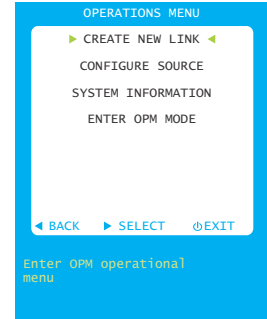 OPERATIONS MENU
CREATE NEW LINK
CONFIGURE SOURCE
SYSTEM INFORMATION
ENTER OPM MODE
BACK SELECT EXIT
Enter OPM operational
menu